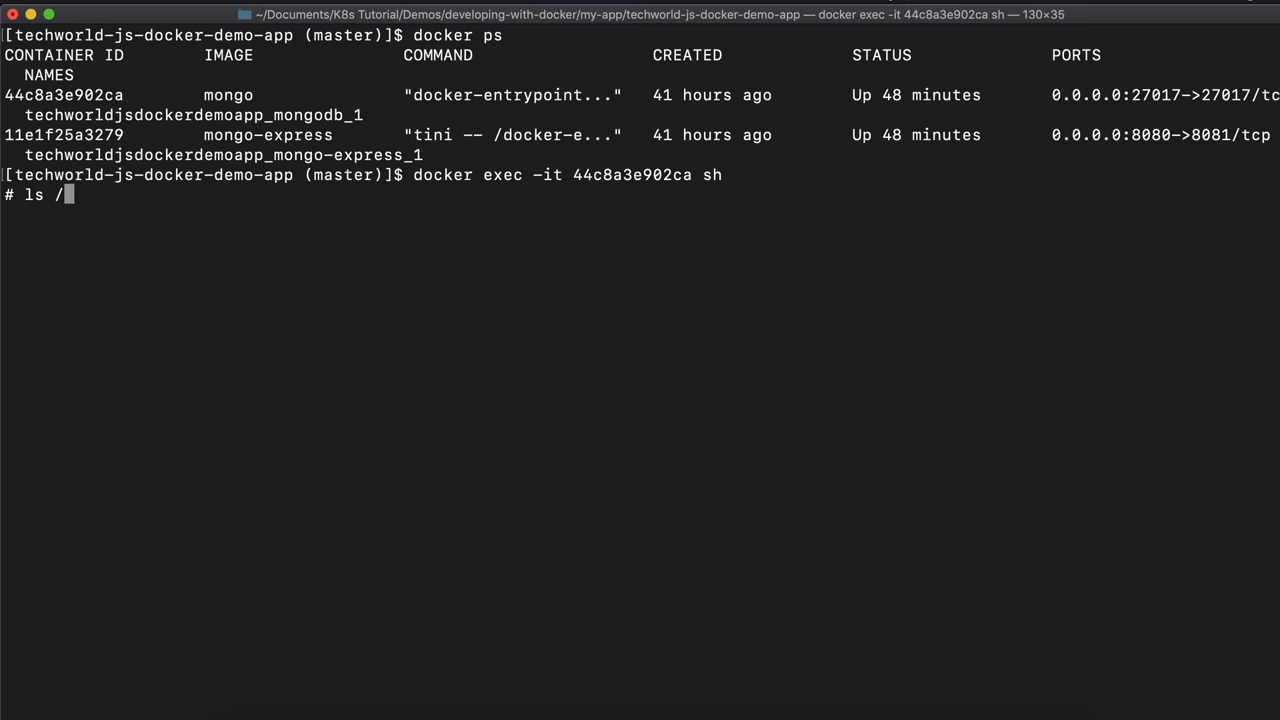 ~/Documents/K8s Tutorial/Demos/developing-with-docker/my-app/techworld-js-docker-demo-app — docker exec -it 44c8a3e902ca sh — 130×35
[[techworld-js-docker-demo-app (master)]$ docker ps
CONTAINER ID        IMAGE               COMMAND                  CREATED             STATUS              PORTS
  NAMES
44c8a3e902ca        mongo               "docker-entrypoint..."   41 hours ago        Up 48 minutes       0.0.0.0:27017->27017/tc
  techworldjsdockerdemoapp_mongodb_1
11e1f25a3279        mongo-express       "tini -- /docker-e..."   41 hours ago        Up 48 minutes       0.0.0.0:8080->8081/tcp
  techworldjsdockerdemoapp_mongo-express_1
[[techworld-js-docker-demo-app (master)]$ docker exec -it 44c8a3e902ca sh
# ls /